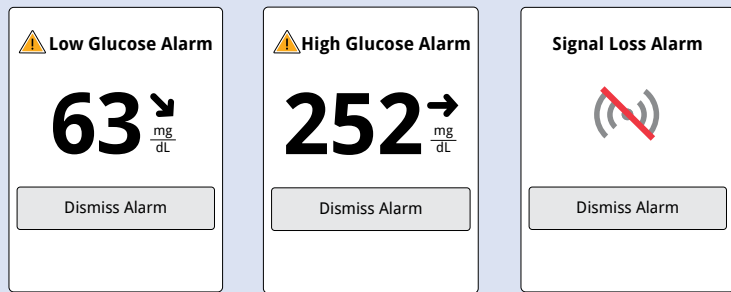 Low Glucose Alarm
63 mg/dL
Dismiss Alarm
High Glucose Alarm
252 mg/dL
Dismiss Alarm
Signal Loss Alarm
Dismiss Alarm